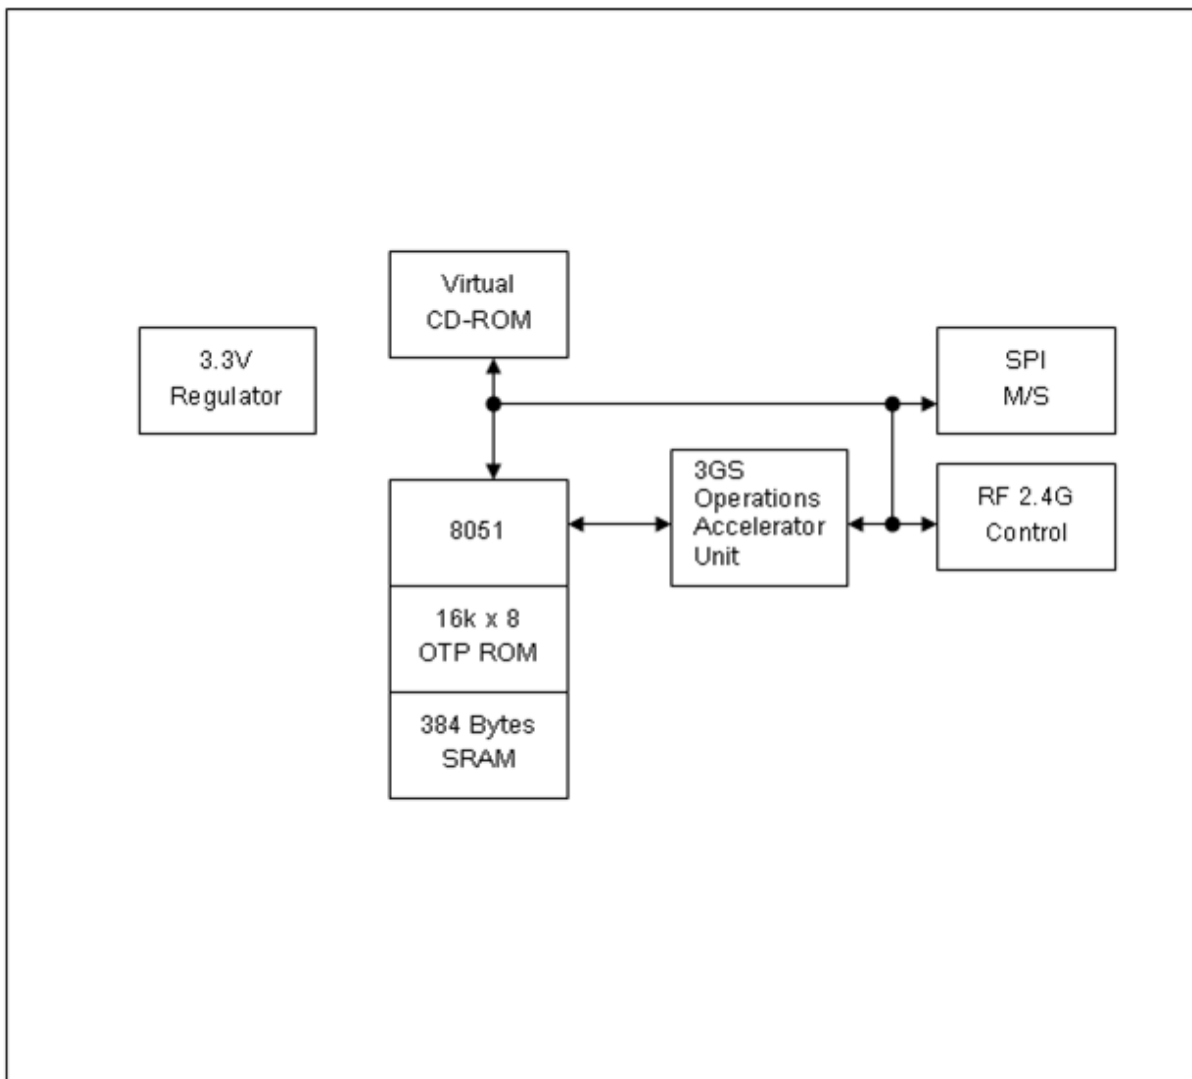 Virtual
CD-ROM
3.3V
Regulator
SPI
M/S
3GS
Operations
Accelerator
Unit
RF 2.4G
Control
8051
16k x 8
OTP ROM
384 Bytes
SRAM